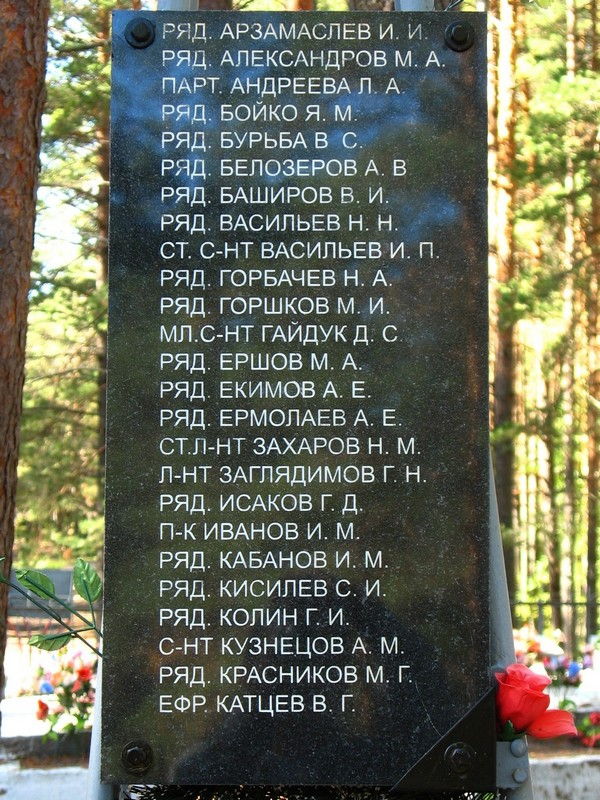 РЯД. АРЗАМАСЛЕВ И. И.
РЯД. АЛЕКСАНДРОВ М. А.
ПАРТ. АНДРЕЕВА Л. А.
РЯД. БОЙКО Я. М.
РЯД. БУРЬБА В С.
РЯД. БЕЛОЗЕРОВ А. В
РЯД. БАШИРОВ В. И.
РЯД. ВАСИЛЬЕВ Н. Н.
СТ. С-НТ ВАСИЛЬЕВ И. П.
РЯД. ГОРБАЧЕВ Н. А.
РЯД. ГОРШКОВ М. И.
МЛ.С-НТ ГАЙДУК Д. С.
РЯД. ЕРШОВ М. А.
РЯД. ЕКИМОВ А. Е.
РЯД. ЕРМОЛАЕВ А. Е.
СТ.Л-НТ ЗАХАРОВ Н. М.
Л-НТ ЗАГЛЯДИМОВ Г. Н.
РЯД. ИСАКОВ Г. Д.
П-К ИВАНОВ И. М.
РЯД. КАБАНОВ И. М.
РЯД. КИСИЛЕВ С. И.
РЯД. КОЛИН Г. И.
С-НТ КУЗНЕЦОВ А. М.
РЯД. КРАСНИКОВ М. Г.
ЕФР. КАТЦЕВ В. Г.